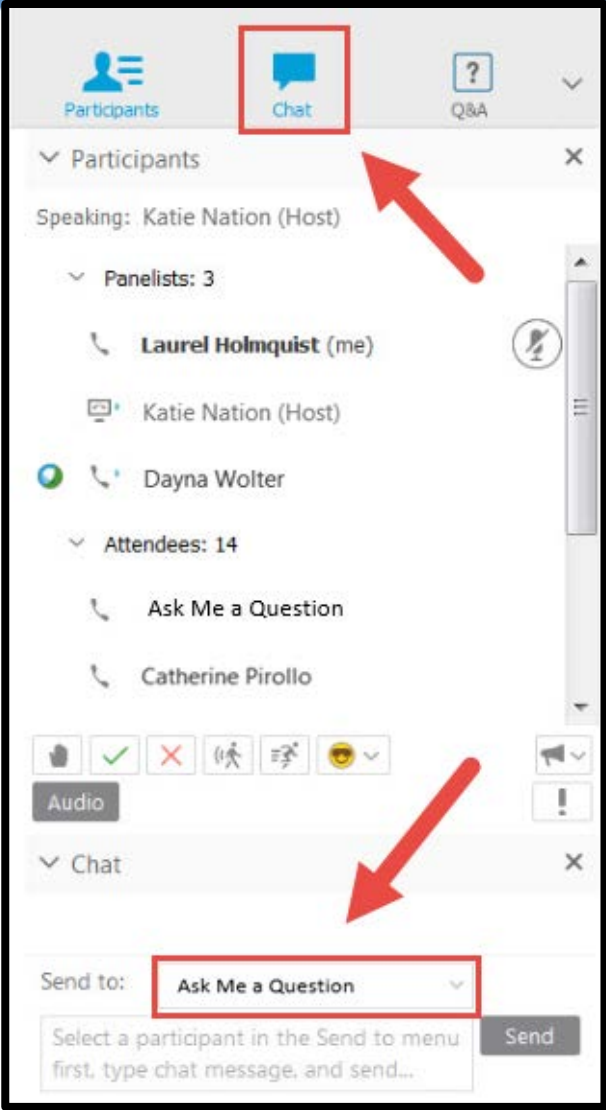 Participants
Chat
?
Q&A
Participants
Speaking: Katie Nation (Host)
Panelists: 3
Laurel Holmquist (me)
Katie Nation (Host)
Dayna Wolter
Attendees: 14
Ask Me a Question
Catherine Pirollo
Audio
!
Chat
Send to: Ask Me a Question
Select a participant in the Send to menu
first, type chat message, and send...
Send